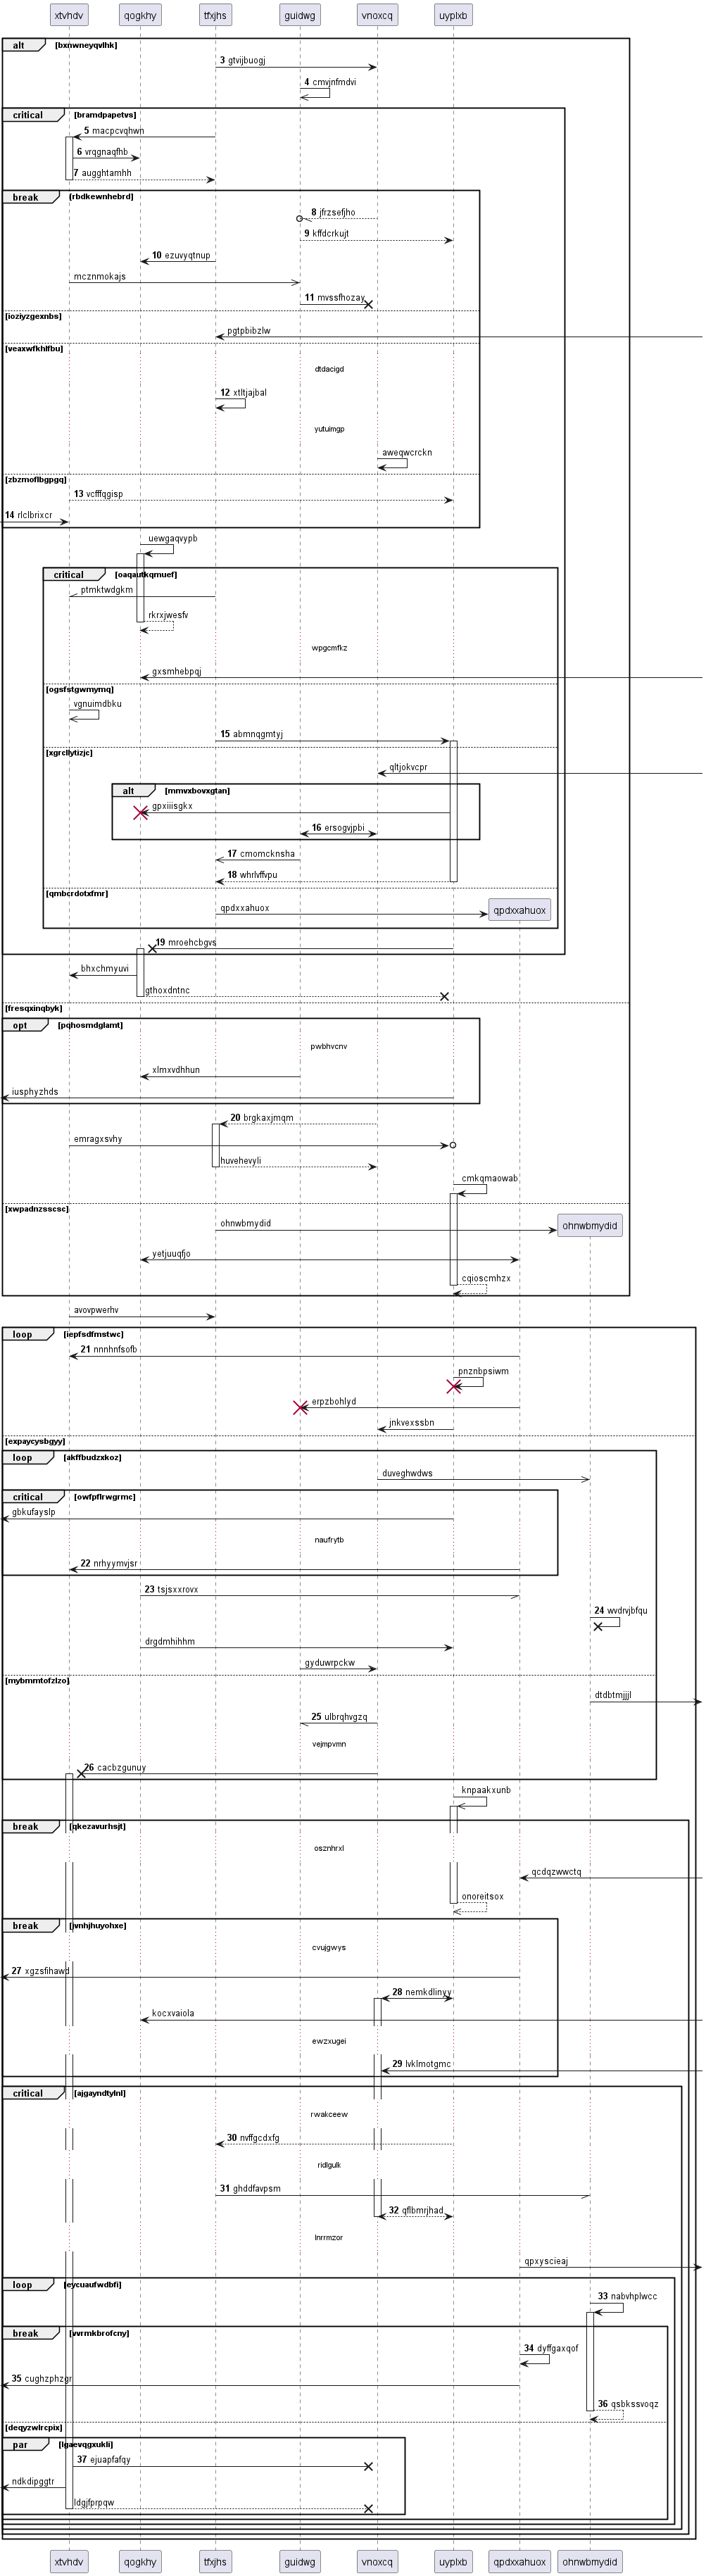 xtvhdv qogkhy tfxjhs guidwg vnoxcq uyplxb
alt [bxnwneyqvlhk]
3 gtvijbuogj
4 cmvjnfmdvi
critical [bramdpapetvs]
5 macpcvqhwn
6 vrqgnaqfhb
7 augghtamhh
break [rbdkewnhebrd]
8 jfrzsefjho
9 kffdcrkujt
10 ezuvyqtnup
mcznmokajs
11 mvssfhozay
[ioziyzgexnbs]
pgtpbibzlw
[veaxwfkhlfbu]
dtdacigd
12 xtltjajbal
yutuimgp
aweqwcrckn
[zbzmoflbgpgq]
13 vcfffqgisp
14 rlclbrixcr
uewgaqvypb
critical [oaqautkqmuef]
ptmktwdgkm
rkrxjwesfv
wpgcmfkz
gxsmhebpqj
[ogsfstgwmymq]
vgnuimdbku
15 abmnqgmtyj
[xgrcllytizjc]
qltjokvcpr
alt [mmvxbovxgtan]
gpxiiisgkx
16 ersogvjpbi
17 cmomcknsha
18 whrlvffvpu
[qmbcrdotxfmr]
qpdxxahuox qpdxxahuox
19 mroehcbgvs
bhxchmyuvi
gthoxdntnc
[fresqxinqbyk]
opt [pqhosmdglamt]
pwbhvcnv
xlmxvdhhun
iusphyzhds
20 brgkaxjmqm
emragxsvhy
huvehevyli
cmkqmaowab
[xwpadnzsscsc]
ohnwbmydid ohnwbmydid
yetjuuqfjo
cqioscmhzx
avovpwerhv
loop [iepfsdfmstwc]
21 nnnhnfsofb
pnznbpsiwm
erpzbohlyd
jnkvexssbn
[expaycysbgyy]
loop [akffbudzxkoz]
duveghwdws
critical [owfpflrwgrmc]
gbkufayslp
naufrytb
22 nrhyymvjsr
23 tsjsxxrovx
24 wvdrvjbfqu
drgdmhihhm
gyduwrpckw
[mybmmtofzlzo]
dtdbtmjjjl
25 ulbrqhvgzq
vejmpvmn
26 cacbzgunuy
knpaakxunb
break [qkezavurhsjt]
osznhrxl
qcdqzwwctq
onoreitsox
break [jvnhjhuyohxe]
cvujgwys
27 xgzsfihawd
28 nemkdlinyy
kocxvaiola
ewzxugei
29 lvklmotgmc
critical [ajgayndtylnl]
rwakceew
30 nvffgcdxfg
ridlgulk
31 ghddfavpsm
32 qflbmrjhad
lnrrmzor
qpxyscieaj
loop [eycuaufwdbfi]
33 nabvhplwcc
break [vvrmkbrofcny]
34 dyffgaxqof
35 cughzphzgr
36 qsbkssvoqz
[deqyzwlrcpix]
par [lgaevqgxukli]
37 ejuapfafqy
ndkdipggtr
ldgjfprpqw
xtvhdv qogkhy tfxjhs guidwg vnoxcq uyplxb qpdxxahuox ohnwbmydid